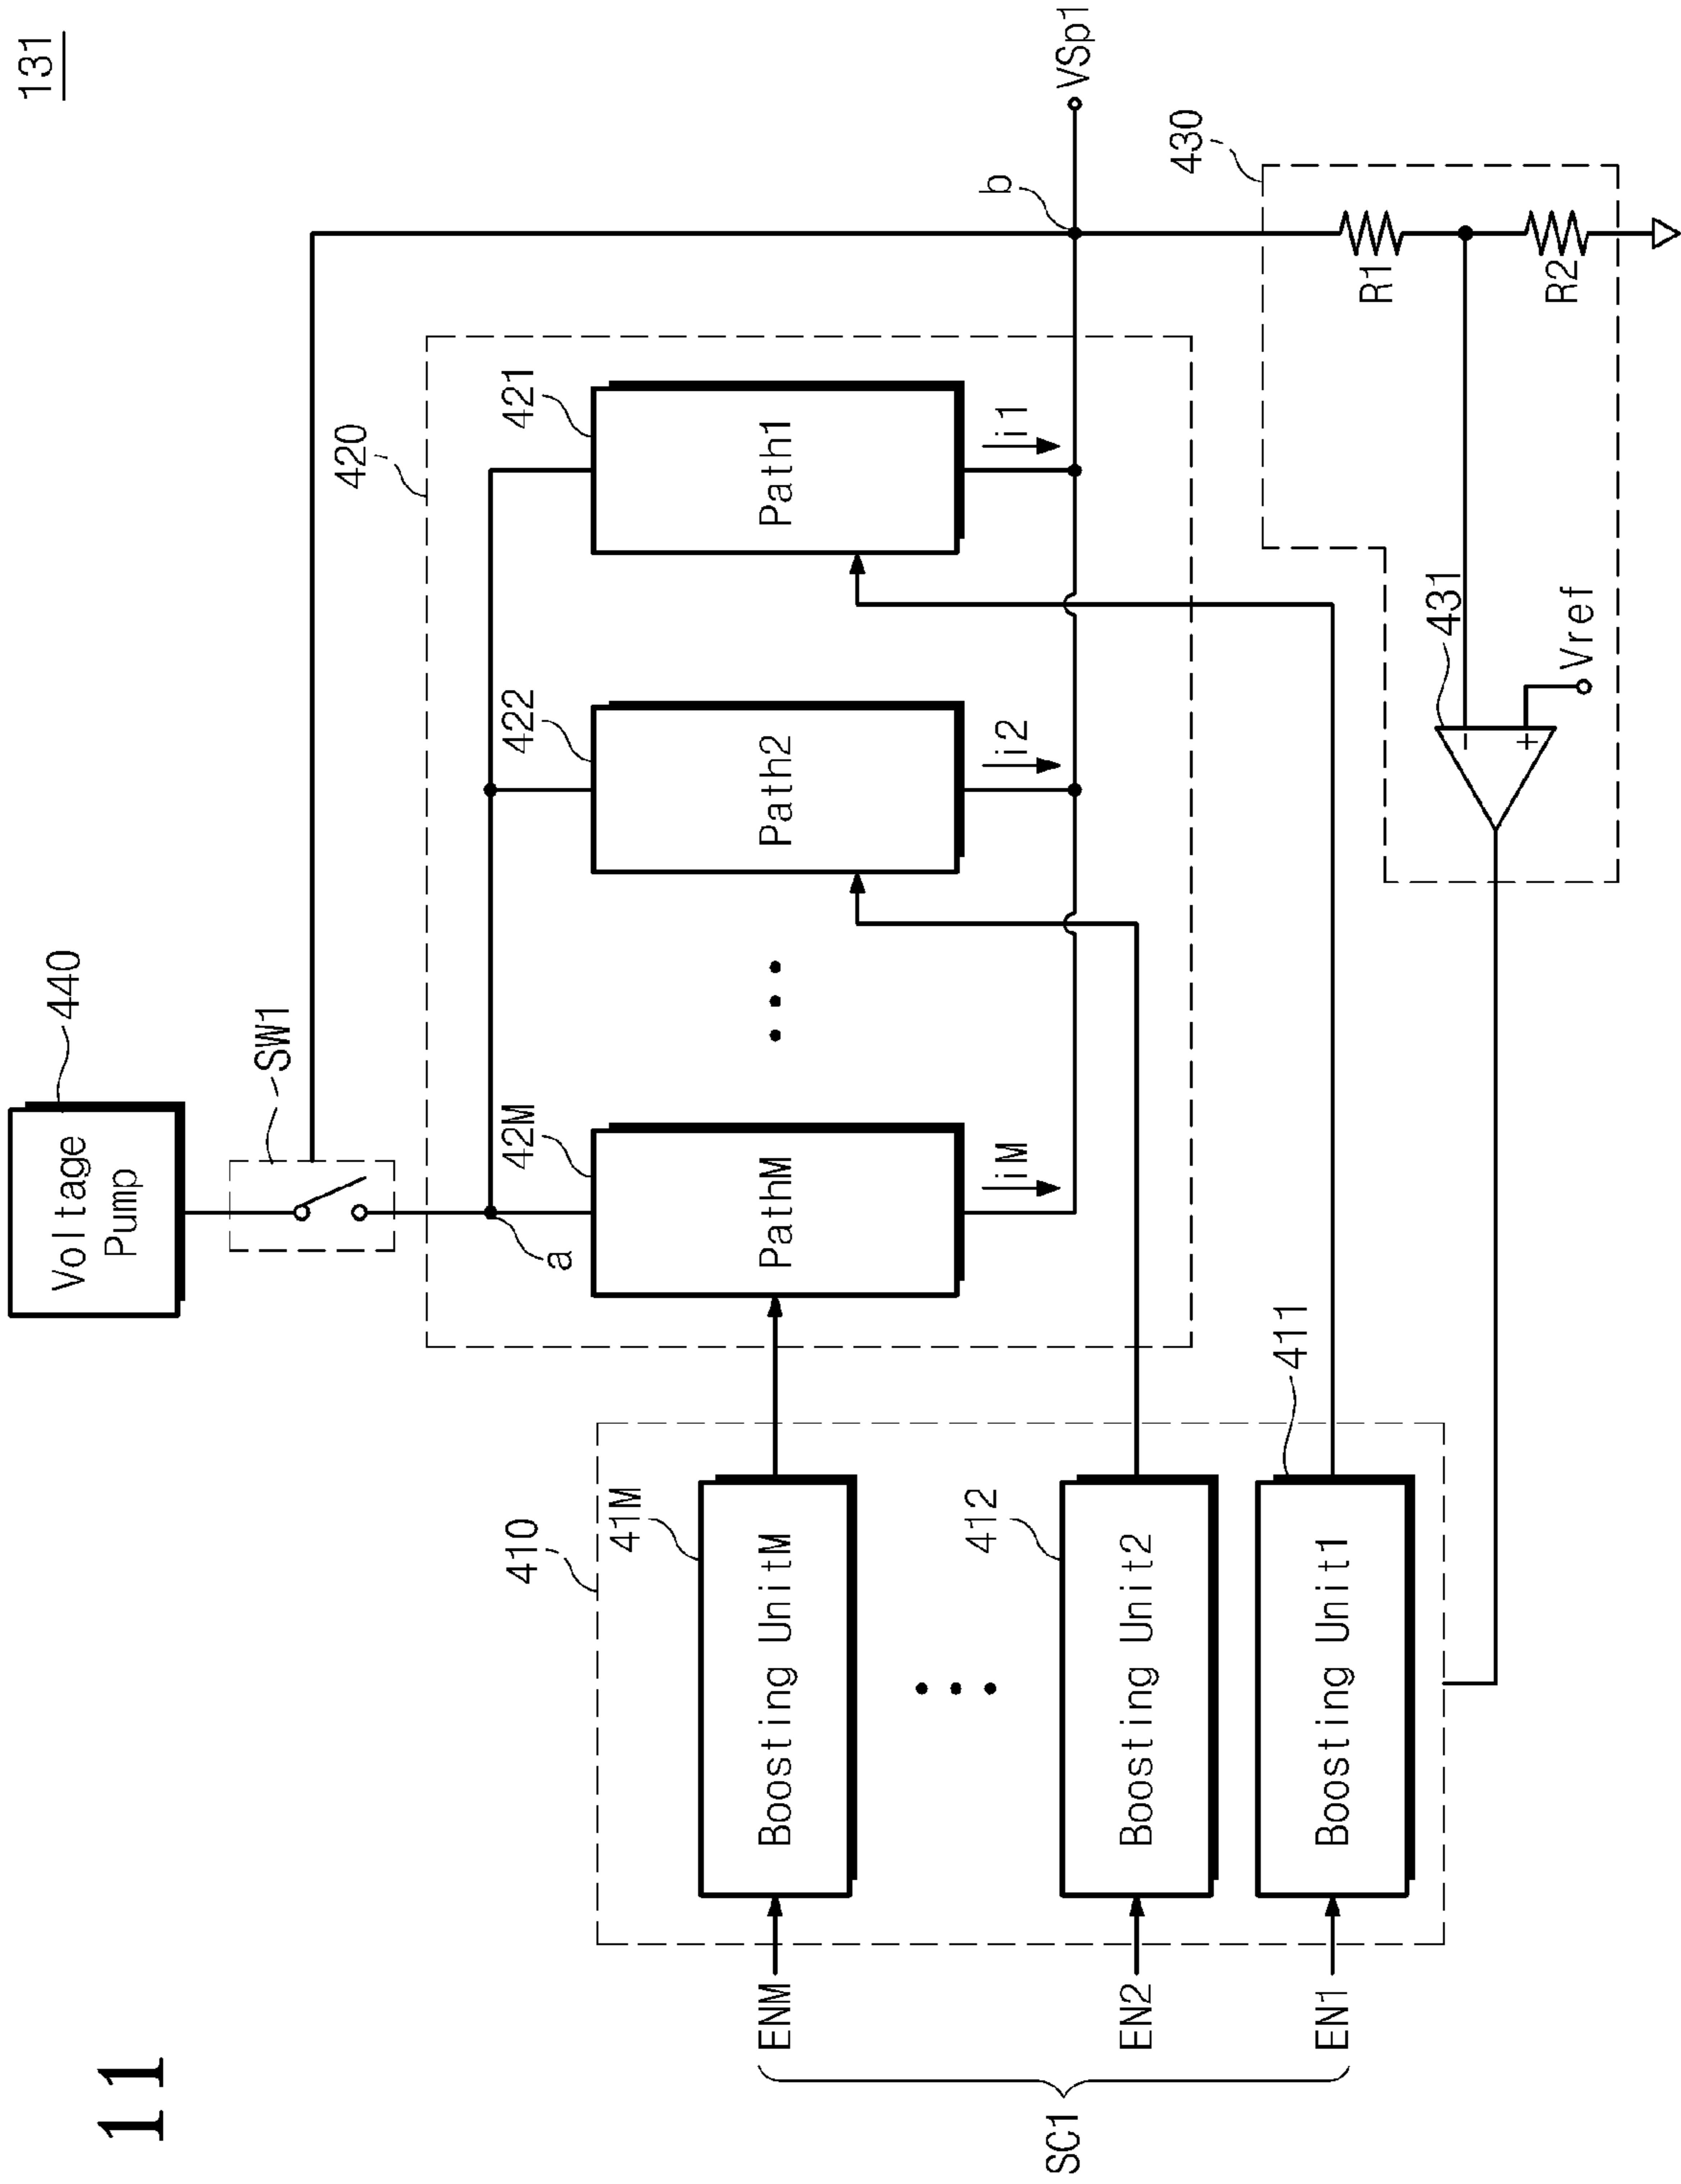 11
131
Voltage
Pump
440
SW1
420
a
42M
422
421
PathM
Path2
Path1
iM
i2
i1
b
VSp1
410
41M
412
411
ENM
Boosting UnitM
EN2
Boosting Unit2
EN1
Boosting Unit1
SC1
430
R1
R2
431
-
+
Vref